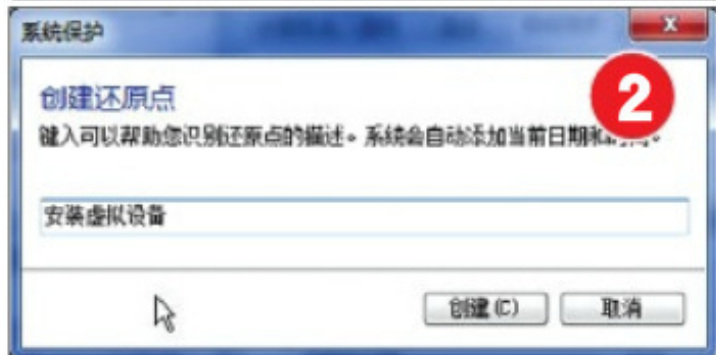 系统保护
2
创建还原点
键入可以帮助您识别还原点的描述。系统会自动添加当前日期和时间。
安装虚拟设备
创建(C)
取消